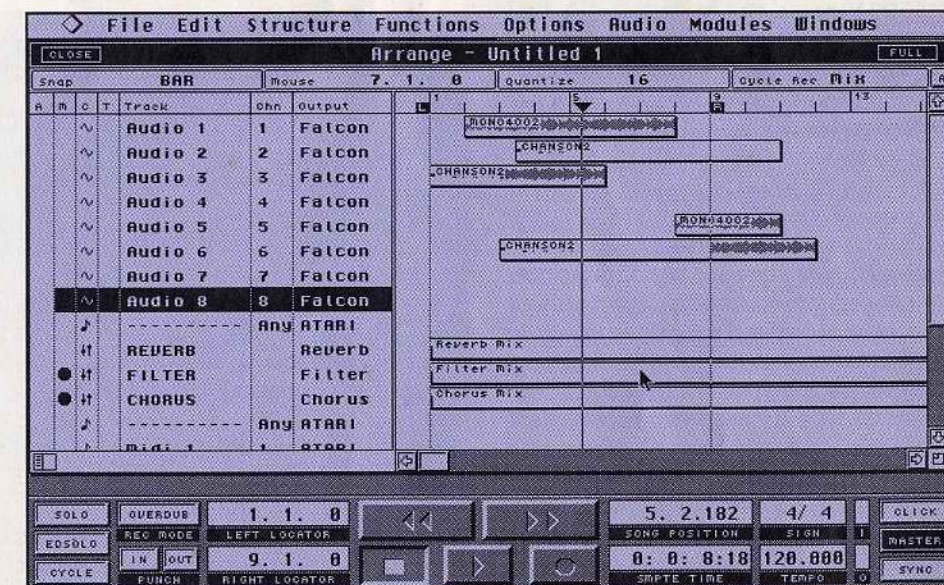 File Edit Structure Functions Options Audio Modules Windows
CLOSE Arrange - Untitled 1 FULL
Snap BAR Mouse 7. 1. 0 Quantize 16 Cycle Rec MIX
A M C T Track Chn Output L 1 5 9 R 13
Audio 1 1 Falcon MONO4002
Audio 2 2 Falcon CHANSON2
Audio 3 3 Falcon CHANSON2
Audio 4 4 Falcon
Audio 5 5 Falcon MONO4002
Audio 6 6 Falcon CHANSON2
Audio 7 7 Falcon
Audio 8 8 Falcon
---------- Any ATARI
REVERB Reverb Reverb Mix
FILTER Filter Filter Mix
CHORUS Chorus Chorus Mix
---------- Any ATARI
Midi 1 1 ATARI
SOLO OVERDUB 1. 1. 0 << >> 5. 2.182 4/ 4 CLICK
REC MODE LEFT LOCATOR SONG POSITION SIGN I
EDSOLO IN OUT 9. 1. 0 0: 0: 8:18 120.000 MASTER
CYCLE PUNCH RIGHT LOCATOR SMPTE TIME TEMPO O SYNC